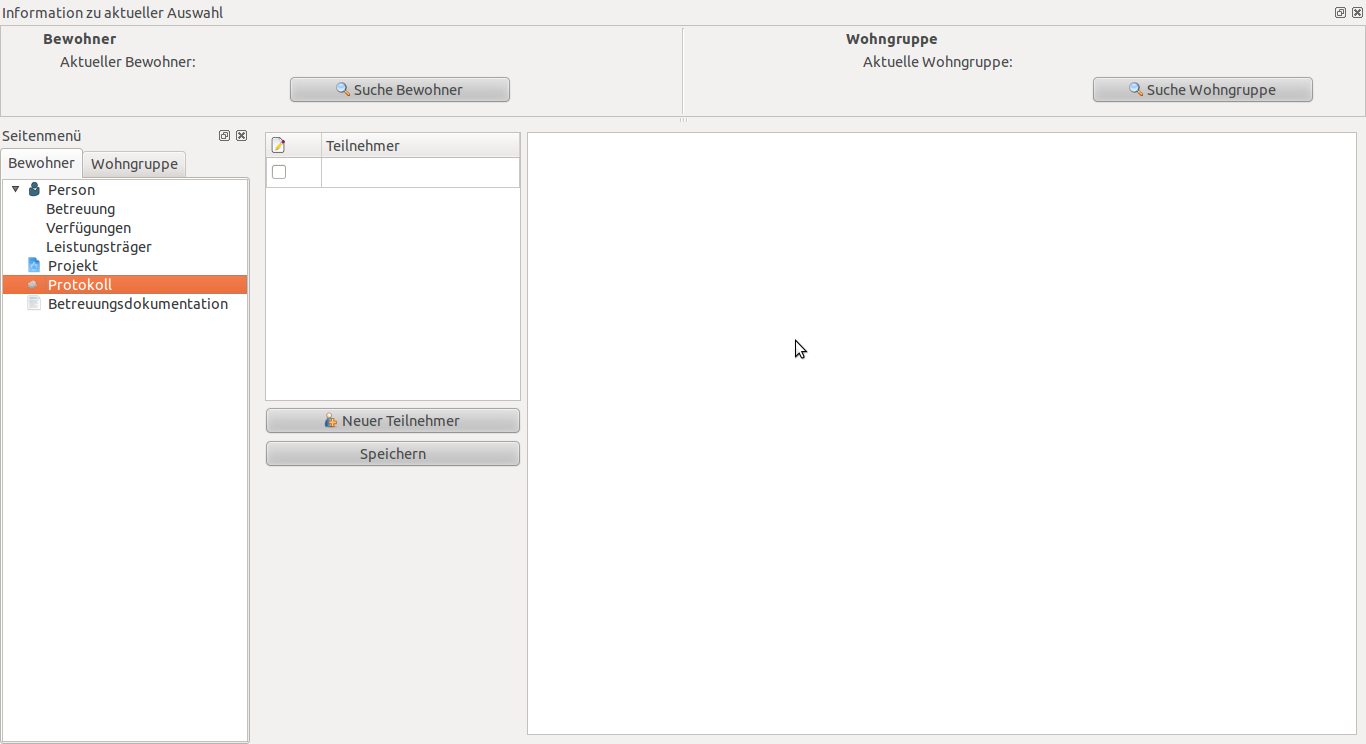 Information zu aktueller Auswahl
Bewohner
Aktueller Bewohner:
Suche Bewohner
Wohngruppe
Aktuelle Wohngruppe:
Suche Wohngruppe
Seitenmenü
Bewohner Wohngruppe
Person
Betreuung
Verfügungen
Leistungsträger
Projekt
Protokoll
Betreuungsdokumentation
Teilnehmer
Neuer Teilnehmer
Speichern